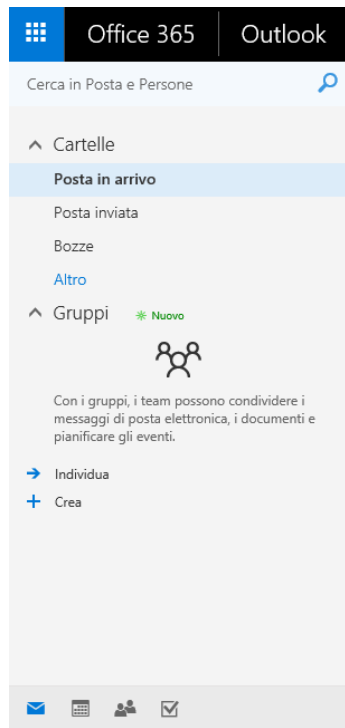 Office 365 Outlook
Cerca in Posta e Persone
Cartelle
Posta in arrivo
Posta inviata
Bozze
Altro
Gruppi Nuovo
Con i gruppi, i team possono condividere i
messaggi di posta elettronica, i documenti e
pianificare gli eventi.
Individua
Crea